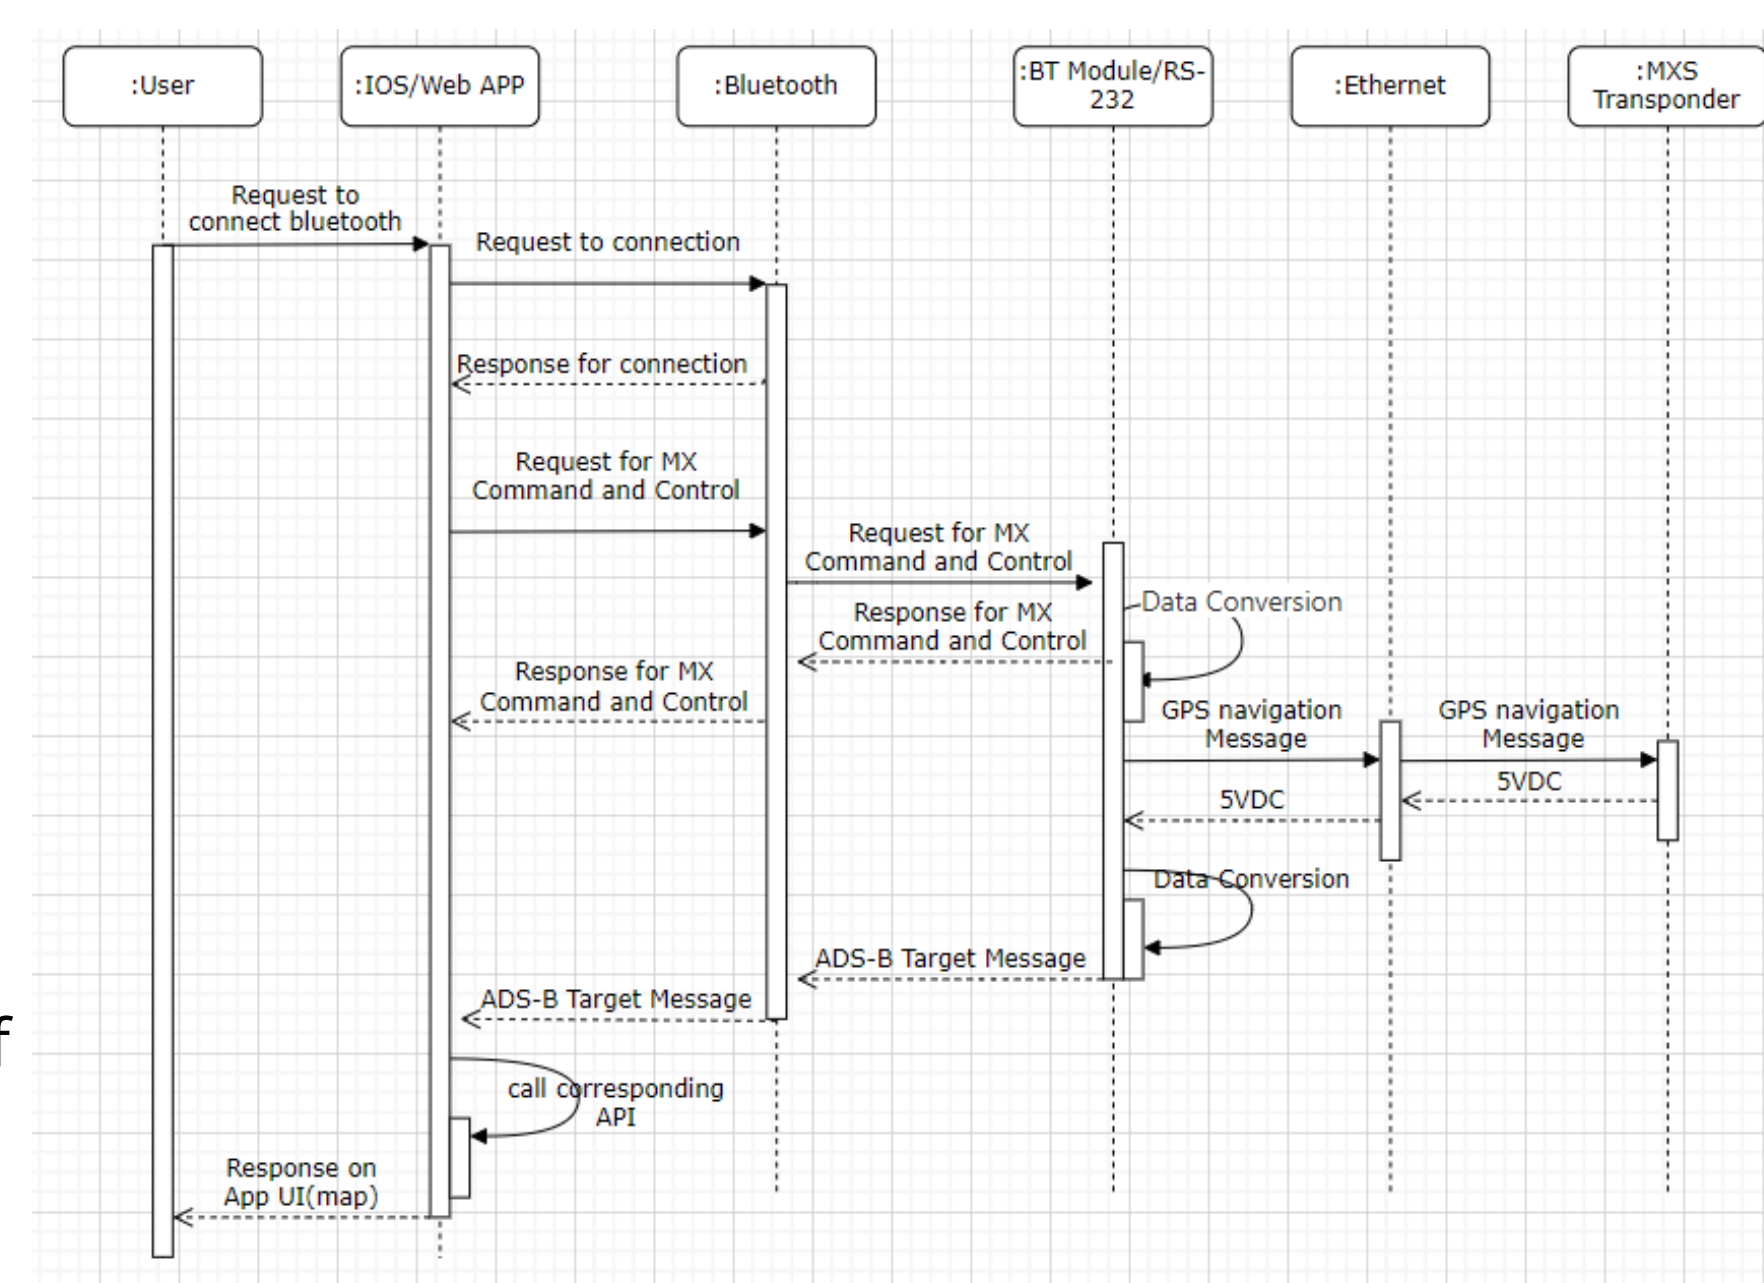 :User
:IOS/Web APP
:Bluetooth
:BT Module/RS-
232
:Ethernet
:MXS
Transponder
Request to
connect bluetooth
Request to connection
Response for connection
Request for MX
Command and Control
Request for MX
Command and Control
Data Conversion
Response for MX
Command and Control
Response for MX
Command and Control
GPS navigation
Message
GPS navigation
Message
5VDC
5VDC
Data Conversion
ADS-B Target Message
ADS-B Target Message
f
call corresponding
API
Response on
App UI(map)